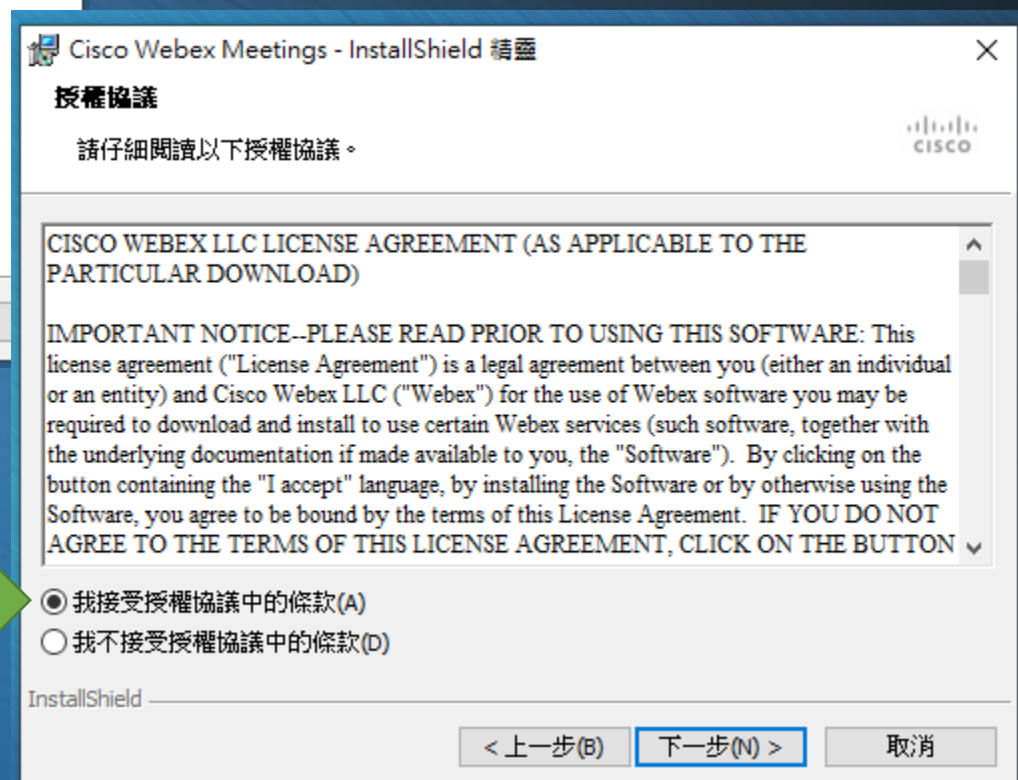 Cisco Webex Meetings - InstallShield 精靈
授權協議
請仔細閱讀以下授權協議。
CISCO
CISCO WEBEX LLC LICENSE AGREEMENT (AS APPLICABLE TO THE
PARTICULAR DOWNLOAD)
IMPORTANT NOTICE--PLEASE READ PRIOR TO USING THIS SOFTWARE: This
license agreement ("License Agreement") is a legal agreement between you (either an individual
or an entity) and Cisco Webex LLC ("Webex") for the use of Webex software you may be
required to download and install to use certain Webex services (such software, together with
the underlying documentation if made available to you, the "Software").  By clicking on the
button containing the "I accept" language, by installing the Software or by otherwise using the
Software, you agree to be bound by the terms of this License Agreement.  IF YOU DO NOT
AGREE TO THE TERMS OF THIS LICENSE AGREEMENT, CLICK ON THE BUTTON
我接受授權協議中的條款(A)
我不接受授權協議中的條款(D)
InstallShield
< 上一步(B) 下一步(N) > 取消